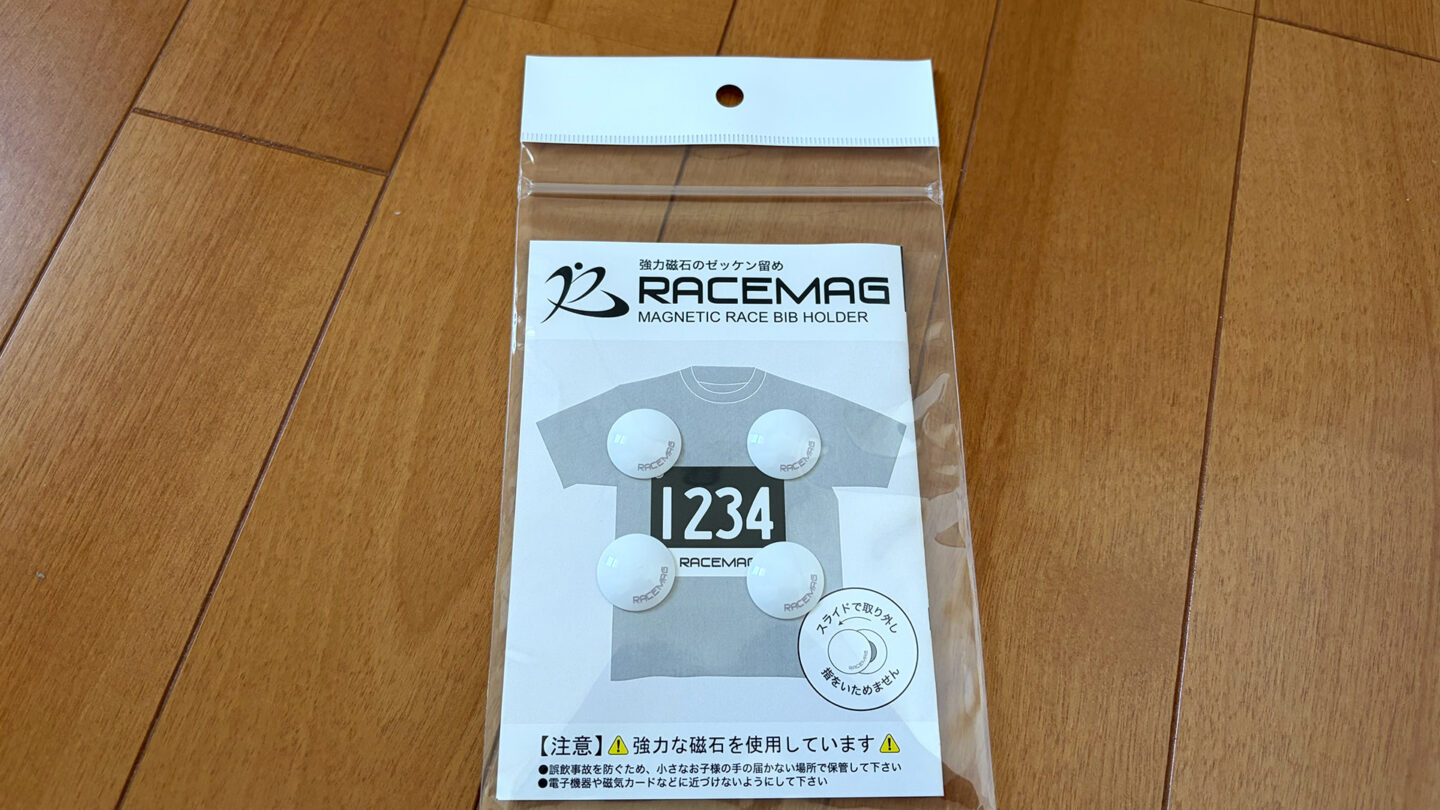 強力磁石のゼッケン留め
RACEMAG
MAGNETIC RACE BIB HOLDER
RACEMAG
RACEMAG
1234
RACEMAG
RACEMAG
RACEMAG
スライドで取り外し
RACEMAG
指をいためません
【注意】⚠強力な磁石を使用しています⚠
●誤飲事故を防ぐため、小さなお子様の手の届かない場所で保管して下さい
●電子機器や磁気カードなどに近づけないようにして下さい